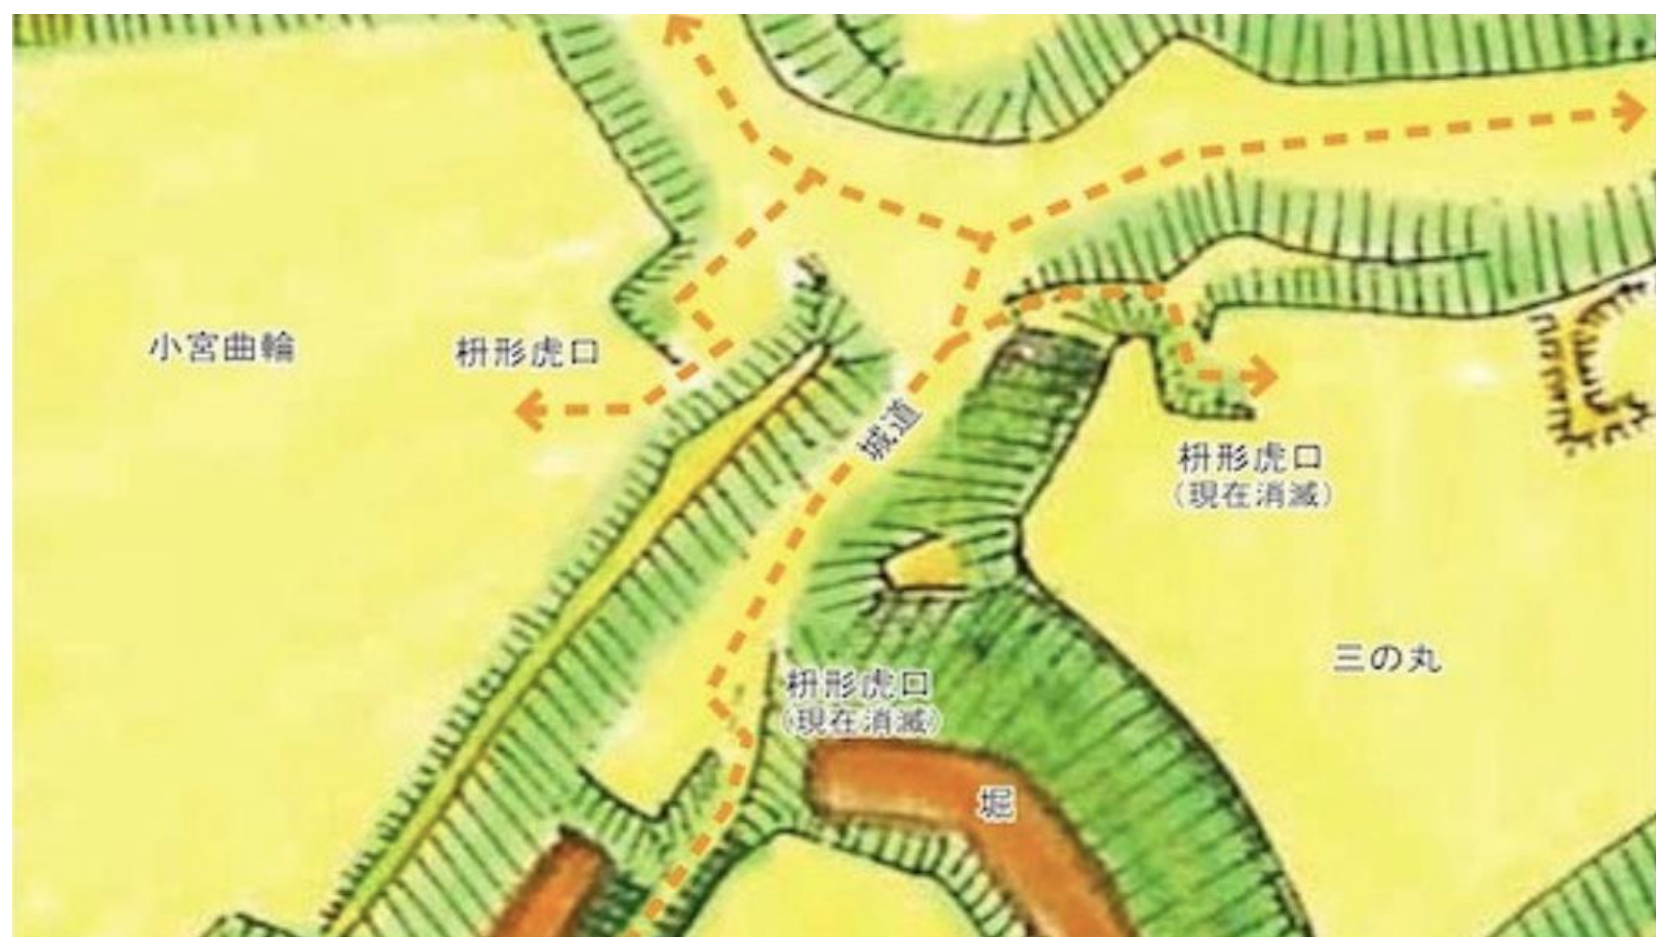 小宮曲輪
枡形虎口
城道
枡形虎口
（現在消滅）
三の丸
枡形虎口
（現在消滅）
堀